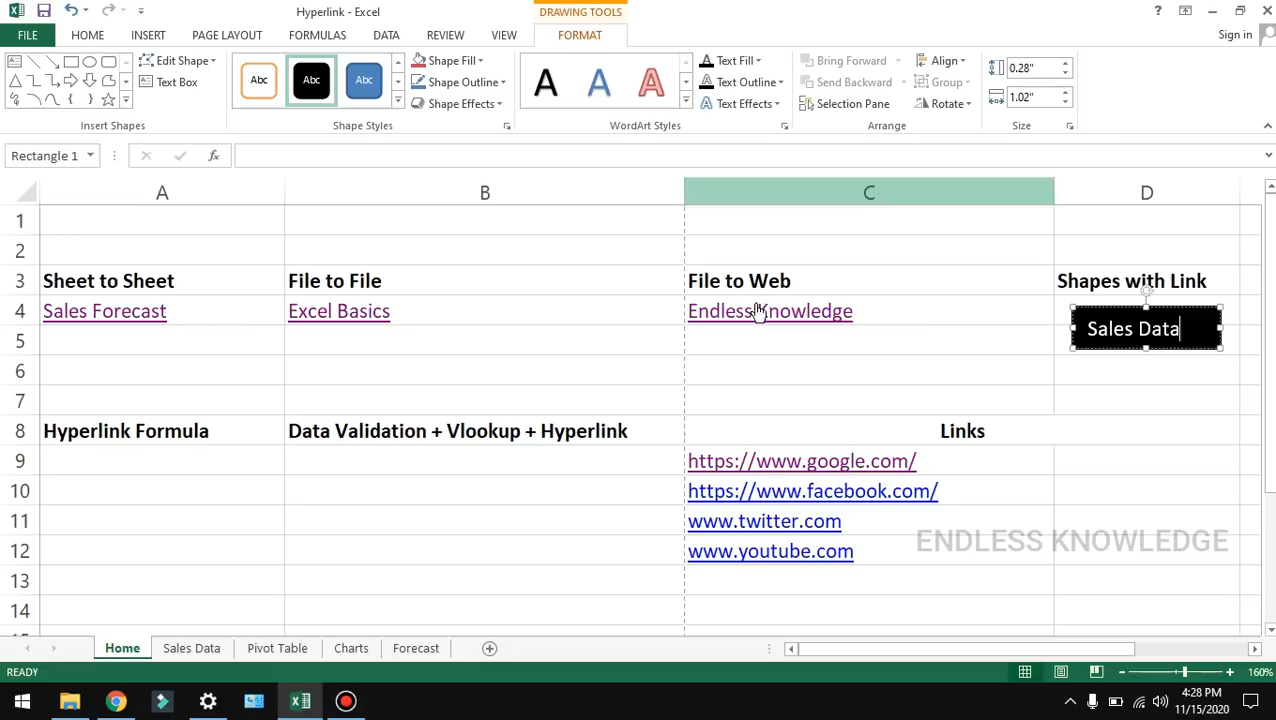 Hyperlink - Excel
DRAWING TOOLS
?
FILE
HOME
INSERT
PAGE LAYOUT
FORMULAS
DATA
REVIEW
VIEW
FORMAT
Sign in
Edit Shape
Text Box
Insert Shapes
Abc
Abc
Abc
Shape Fill
Shape Outline
Shape Effects
Shape Styles
A
A
A
Text Fill
Text Outline
Text Effects
WordArt Styles
Bring Forward
Send Backward
Selection Pane
Align
Group
Rotate
Arrange
0.28"
1.02"
Size
Rectangle 1
fx
A B C D
1
2
3 Sheet to Sheet File to File File to Web Shapes with Link
4 Sales Forecast Excel Basics Endless Knowledge
Sales Data
5
6
7
8 Hyperlink Formula Data Validation + Vlookup + Hyperlink Links
9 https://www.google.com/
10 https://www.facebook.com/
11 www.twitter.com
12 www.youtube.com
ENDLESS KNOWLEDGE
13
14
Home
Sales Data
Pivot Table
Charts
Forecast
READY
160%
4:28 PM
11/15/2020